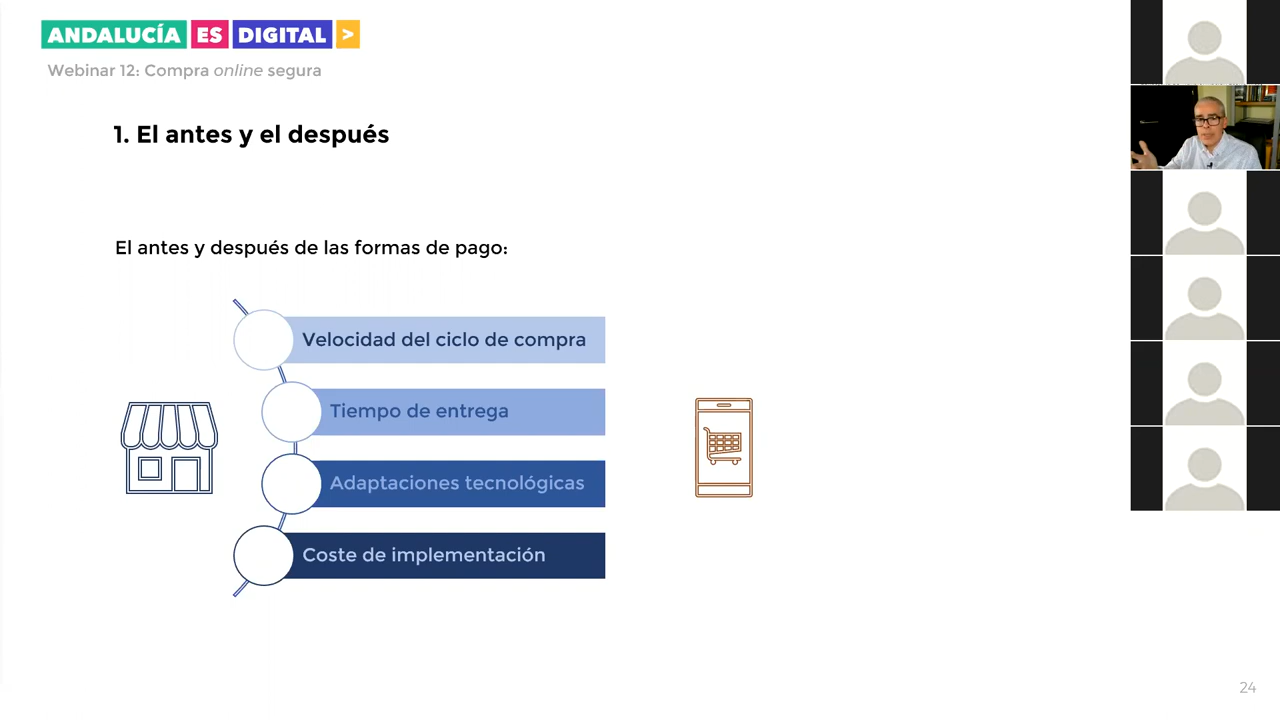 ANDALUCÍA ES DIGITAL >
Webinar 12: Compra online segura
1. El antes y el después
El antes y después de las formas de pago:
Velocidad del ciclo de compra
Tiempo de entrega
Adaptaciones tecnológicas
Coste de implementación
24